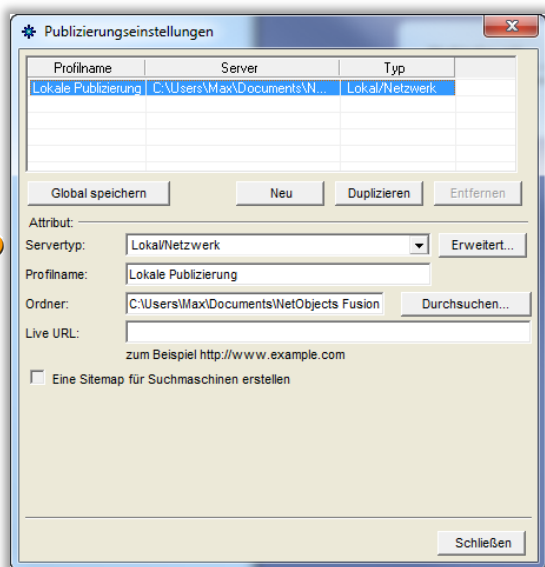 Publizierungseinstellungen
Profilname Server Typ
Lokale Publizierung C:\Users\Max\Documents\N... Lokal/Netzwerk
Global speichern Neu Duplizieren Entfernen
Attribut:
Servertyp: Lokal/Netzwerk Erweitert...
Profilname: Lokale Publizierung
Ordner: C:\Users\Max\Documents\NetObjects Fusion Durchsuchen...
Live URL:
zum Beispiel http://www.example.com
Eine Sitemap für Suchmaschinen erstellen
Schließen